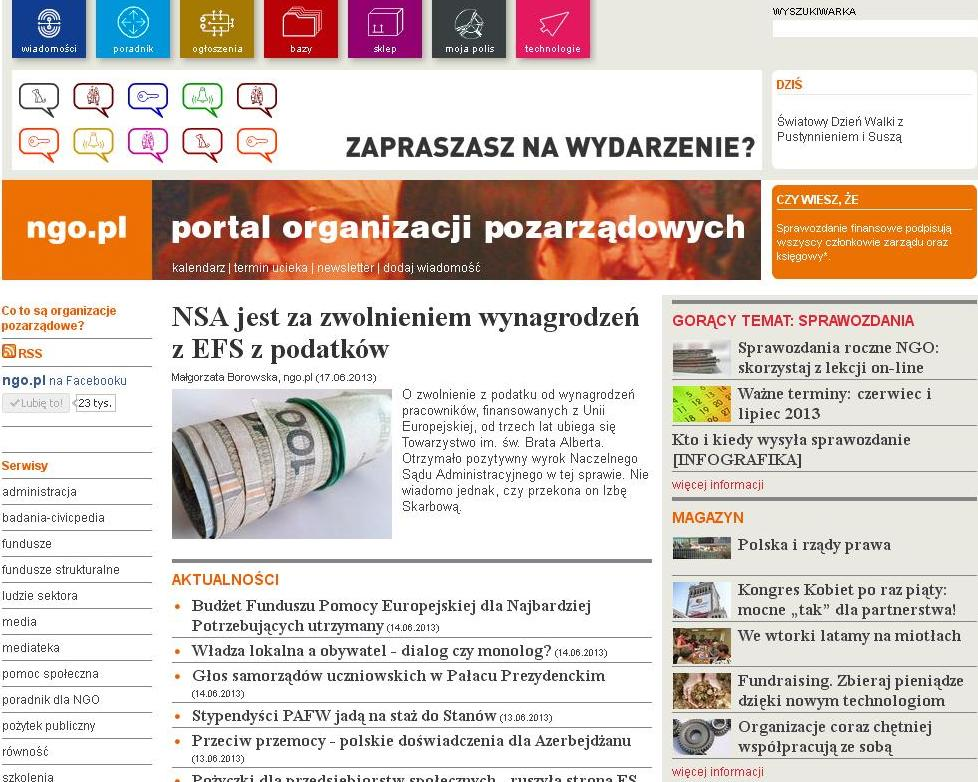 wiadomości
poradnik
ogłoszenia
bazy
sklep
moja polis
technologie
WYSZUKIWARKA
ZAPRASZASZ NA WYDARZENIE?
DZIŚ
Światowy Dzień Walki z
Pustynnieniem i Suszą
ngo.pl
portal organizacji pozarządowych
kalendarz | termin ucieka | newsletter | dodaj wiadomość
CZY WIESZ, ŻE
Sprawozdanie finansowe podpisują
wszyscy członkowie zarządu oraz
księgowy*.
Co to są organizacje
pozarządowe?
RSS
ngo.pl na Facebooku
Lubię to!
23 tys.
Serwisy
administracja
badania-civicpedia
fundusze
fundusze strukturalne
ludzie sektora
media
mediateka
pomoc społeczna
poradnik dla NGO
pożytek publiczny
równość
szkolenia
NSA jest za zwolnieniem wynagrodzeń
z EFS z podatków
Małgorzata Borowska, ngo.pl (17.06.2013)
100
O zwolnienie z podatku od wynagrodzeń
pracowników, finansowanych z Unii
Europejskiej, od trzech lat ubiega się
Towarzystwo im. św. Brata Alberta.
Otrzymało pozytywny wyrok Naczelnego
Sądu Administracyjnego w tej sprawie. Nie
wiadomo jednak, czy przekona on Izbę
Skarbową.
AKTUALNOŚCI
Budżet Funduszu Pomocy Europejskiej dla Najbardziej
Potrzebujących utrzymany (14.06.2013)
Władza lokalna a obywatel - dialog czy monolog? (14.06.2013)
Głos samorządów uczniowskich w Pałacu Prezydenckim
(14.06.2013)
Stypendyści PAFW jadą na staż do Stanów (13.06.2013)
Przeciw przemocy - polskie doświadczenia dla Azerbejdżanu
(13.06.2013)
Pożyczki dla przedsiębiorstw społecznych - ruszyła strona ES
GORĄCY TEMAT: SPRAWOZDANIA
Sprawozdania roczne NGO:
skorzystaj z lekcji on-line
Ważne terminy: czerwiec i
lipiec 2013
Kto i kiedy wysyła sprawozdanie
[INFOGRAFIKA]
więcej informacji
MAGAZYN
Polska i rządy prawa
Kongres Kobiet po raz piąty:
mocne „tak” dla partnerstwa!
We wtorki latamy na miotłach
Fundraising. Zbieraj pieniądze
dzięki nowym technologiom
Organizacje coraz chętniej
współpracują ze sobą
więcej informacji